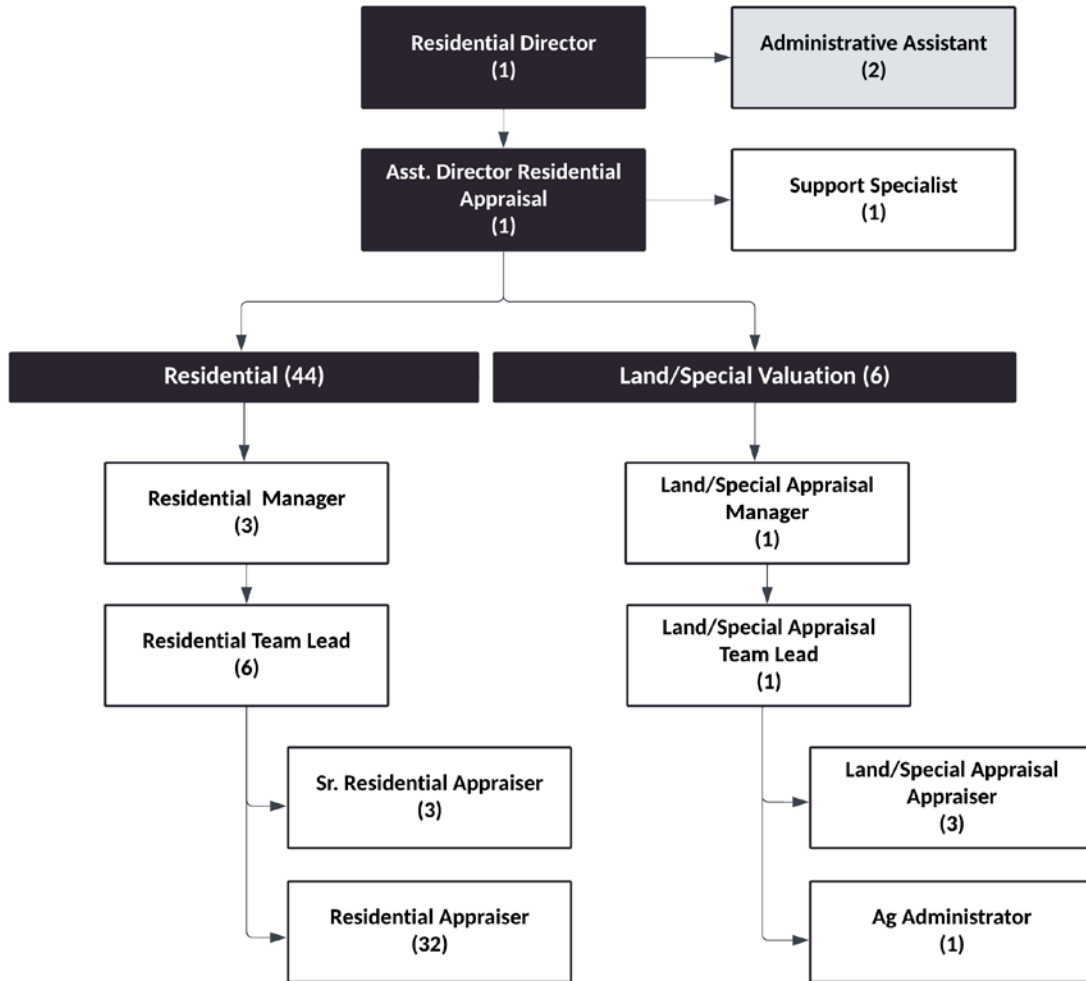 Residential Director
(1)
Administrative Assistant
(2)
Asst. Director Residential
Appraisal
(1)
Support Specialist
(1)
Residential (44)
Land/Special Valuation (6)
Residential  Manager
(3)
Land/Special Appraisal
Manager
(1)
Residential Team Lead
(6)
Land/Special Appraisal
Team Lead
(1)
Sr. Residential Appraiser
(3)
Land/Special Appraisal
Appraiser
(3)
Residential Appraiser
(32)
Ag Administrator
(1)